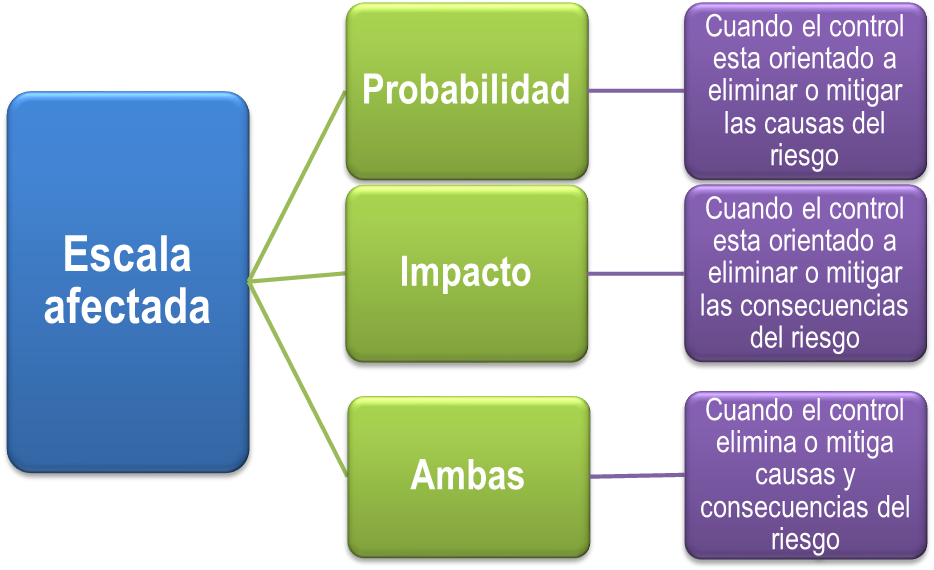 Escala
afectada
Probabilidad
Cuando el control
esta orientado a
eliminar o mitigar
las causas del
riesgo
Impacto
Cuando el control
esta orientado a
eliminar o mitigar
las consecuencias
del riesgo
Ambas
Cuando el control
elimina o mitiga
causas y
consecuencias del
riesgo